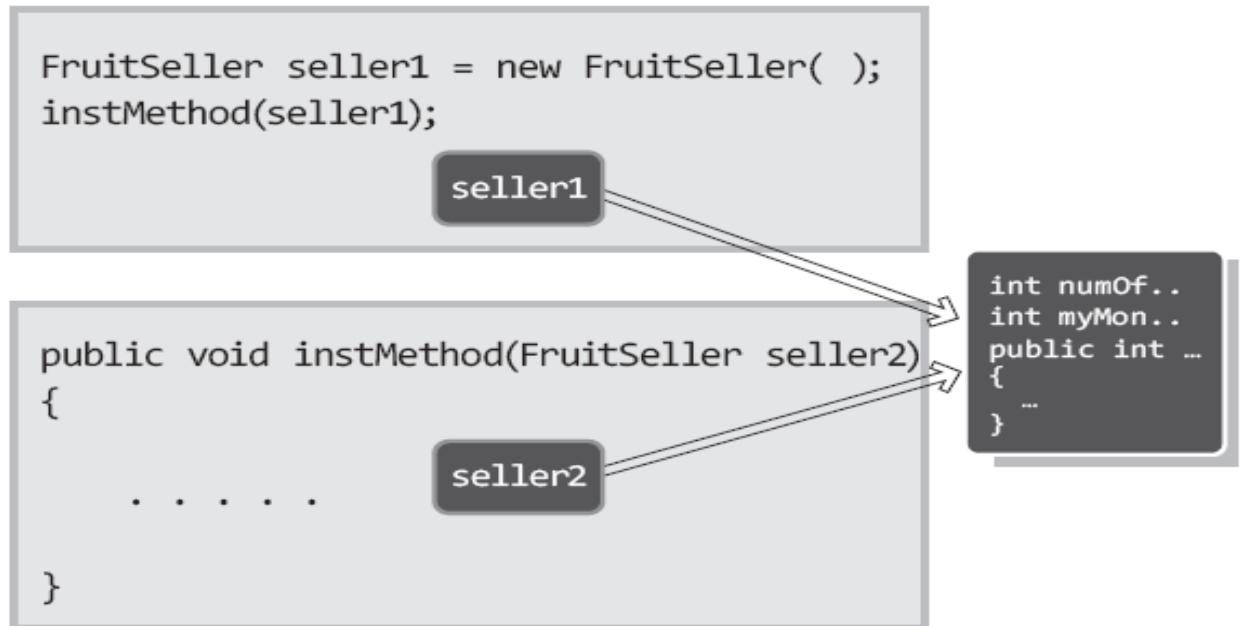 FruitSeller seller1 = new FruitSeller( );
instMethod(seller1);
seller1
public void instMethod(FruitSeller seller2)
{
. . . . .
seller2
}
int numOf..
int myMon..
public int …
{
…
}